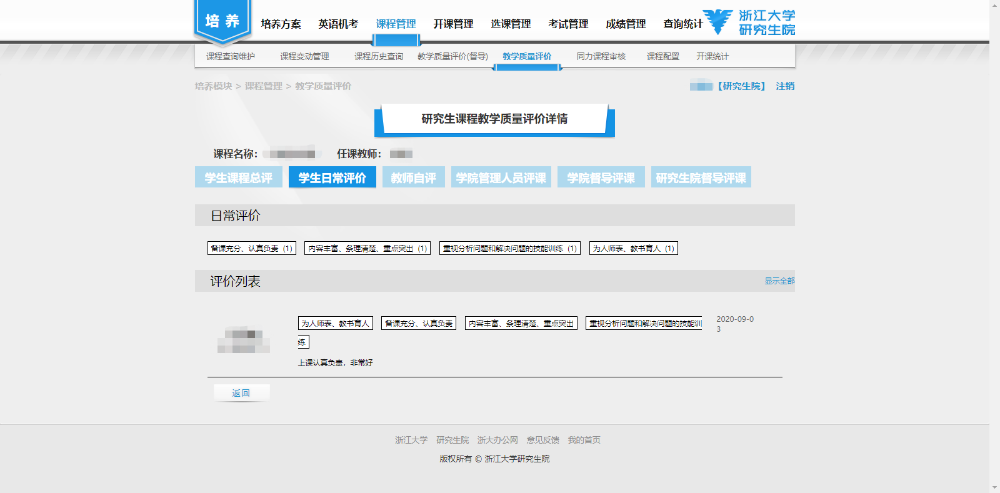 培养
培养方案 英语机考 课程管理 开课管理 选课管理 考试管理 成绩管理 查询统计
浙江大学
研究生院
课程查询维护 课程变动管理 课程历史查询 教学质量评价(督导) 教学质量评价 同力课程审核 课程配置 开课统计
培养模块 > 课程管理 > 教学质量评价
【研究生院】 注销
研究生课程教学质量评价详情
课程名称： 任课教师：
学生课程总评 学生日常评价 教师自评 学院管理人员评课 学院督导评课 研究生院督导评课
日常评价
备课充分、认真负责 (1) 内容丰富、条理清楚、重点突出 (1) 重视分析问题和解决问题的技能训练 (1) 为人师表、教书育人 (1)
评价列表 显示全部
为人师表、教书育人 备课充分、认真负责 内容丰富、条理清楚、重点突出 重视分析问题和解决问题的技能训 2020-09-0
3
练
上课认真负责，非常好
返回
浙江大学 研究生院 浙大办公网 意见反馈 我的首页
版权所有 © 浙江大学研究生院